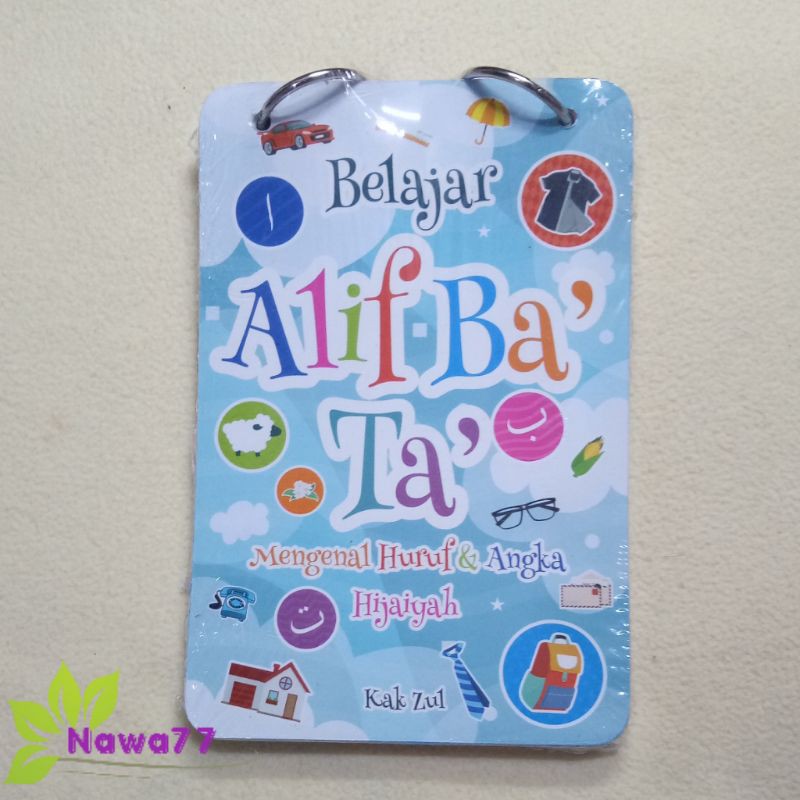 Belajar
ا
Alif-Ba'
Ta'
ب
Mengenal Huruf & Angka
Hijaiyah
ت
Kak Zul
Nawa77